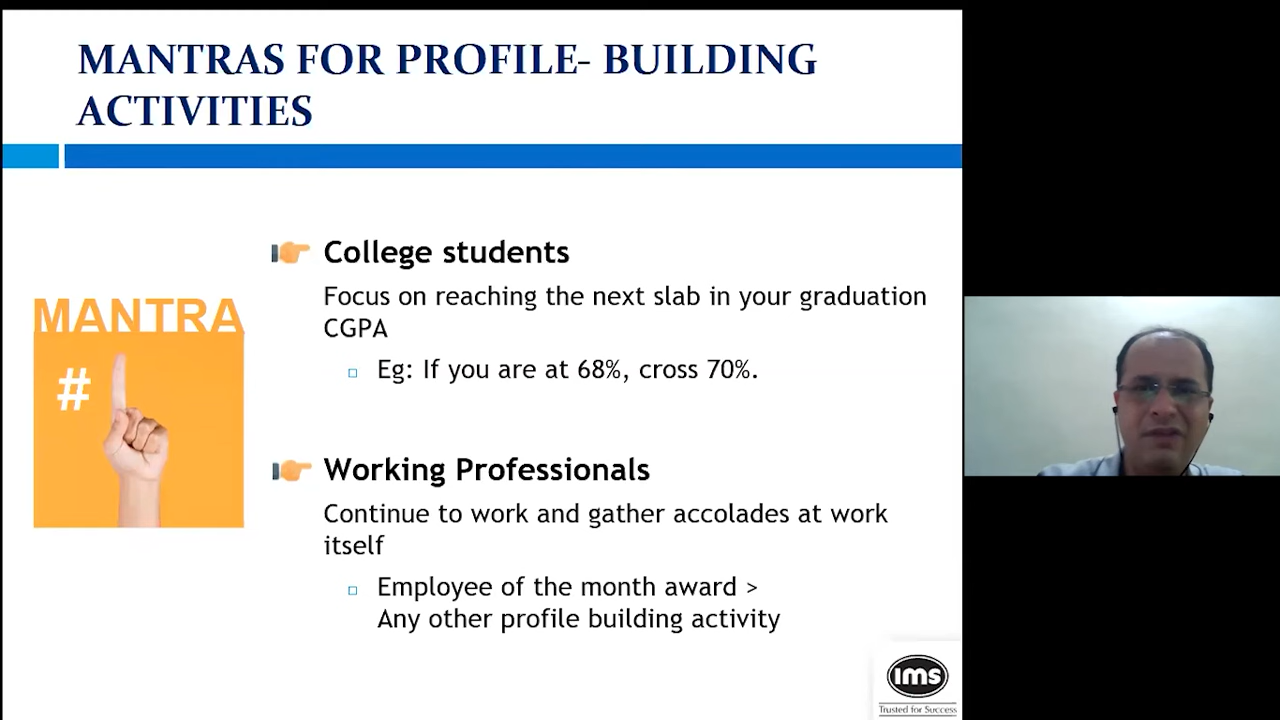 MANTRAS FOR PROFILE- BUILDING
ACTIVITIES
MANTRA
#
College students
Focus on reaching the next slab in your graduation
CGPA
Eg: If you are at 68%, cross 70%.
Working Professionals
Continue to work and gather accolades at work
itself
Employee of the month award >
Any other profile building activity
ims
Trusted for Success